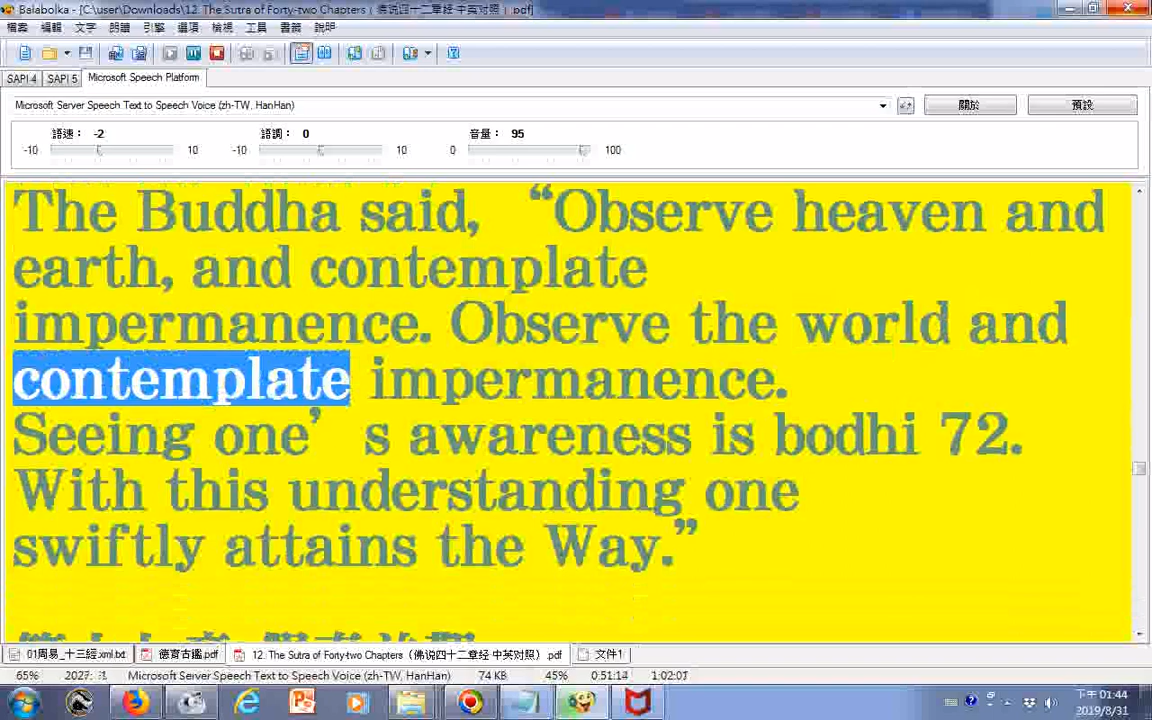 Balabolka - [C:\user\Downloads\12. The Sutra of Forty-two Chapters（佛说四十二章经 中英对照）.pdf]
檔案 編輯 文字 朗讀 引擎 選項 檢視 工具 書籤 說明
SAPI 4 SAPI 5 Microsoft Speech Platform
Microsoft Server Speech Text to Speech Voice (zh-TW, HanHan) 關於 預設
語速： -2 語調： 0 音量： 95
-10 10 -10 10 0 100
The Buddha said, “Observe heaven and
earth, and contemplate
impermanence. Observe the world and
contemplate impermanence.
Seeing one’s awareness is bodhi 72.
With this understanding one
swiftly attains the Way.”
01周易_十三經.xml.txt 德育古鑑.pdf 12. The Sutra of Forty-two Chapters（佛说四十二章经 中英对照）.pdf 文件1
65% 2027: Microsoft Server Speech Text to Speech Voice (zh-TW, HanHan) 74 KB 45% 0:51:14 1:02:07
下午 01:44
2019/8/31